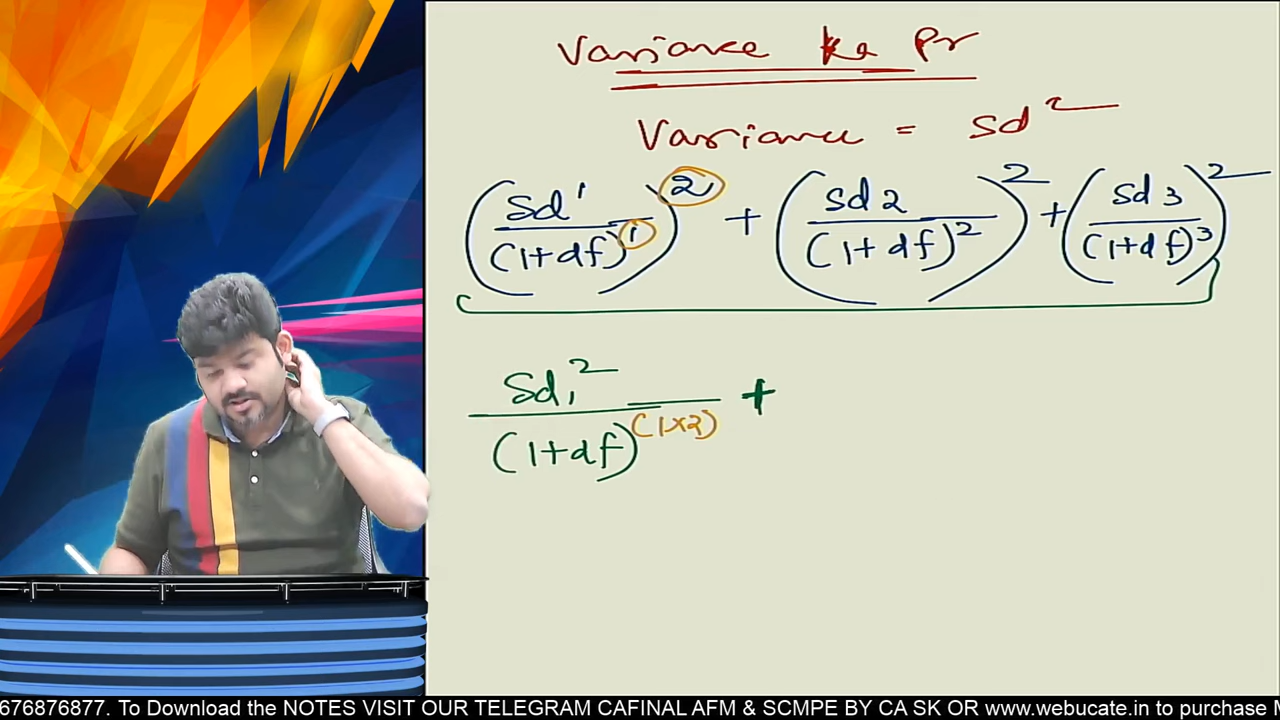 Variance ka Pr
Variance = sd²
(sd1/(1+df)¹)² + (sd2/(1+df)²)² + (sd3/(1+df)³)²
sd₁²/(1+df)^(1×2) +
676876877. To Download the NOTES VISIT OUR TELEGRAM CAFINAL AFM & SCMPE BY CA SK OR www.webucate.in to purchase